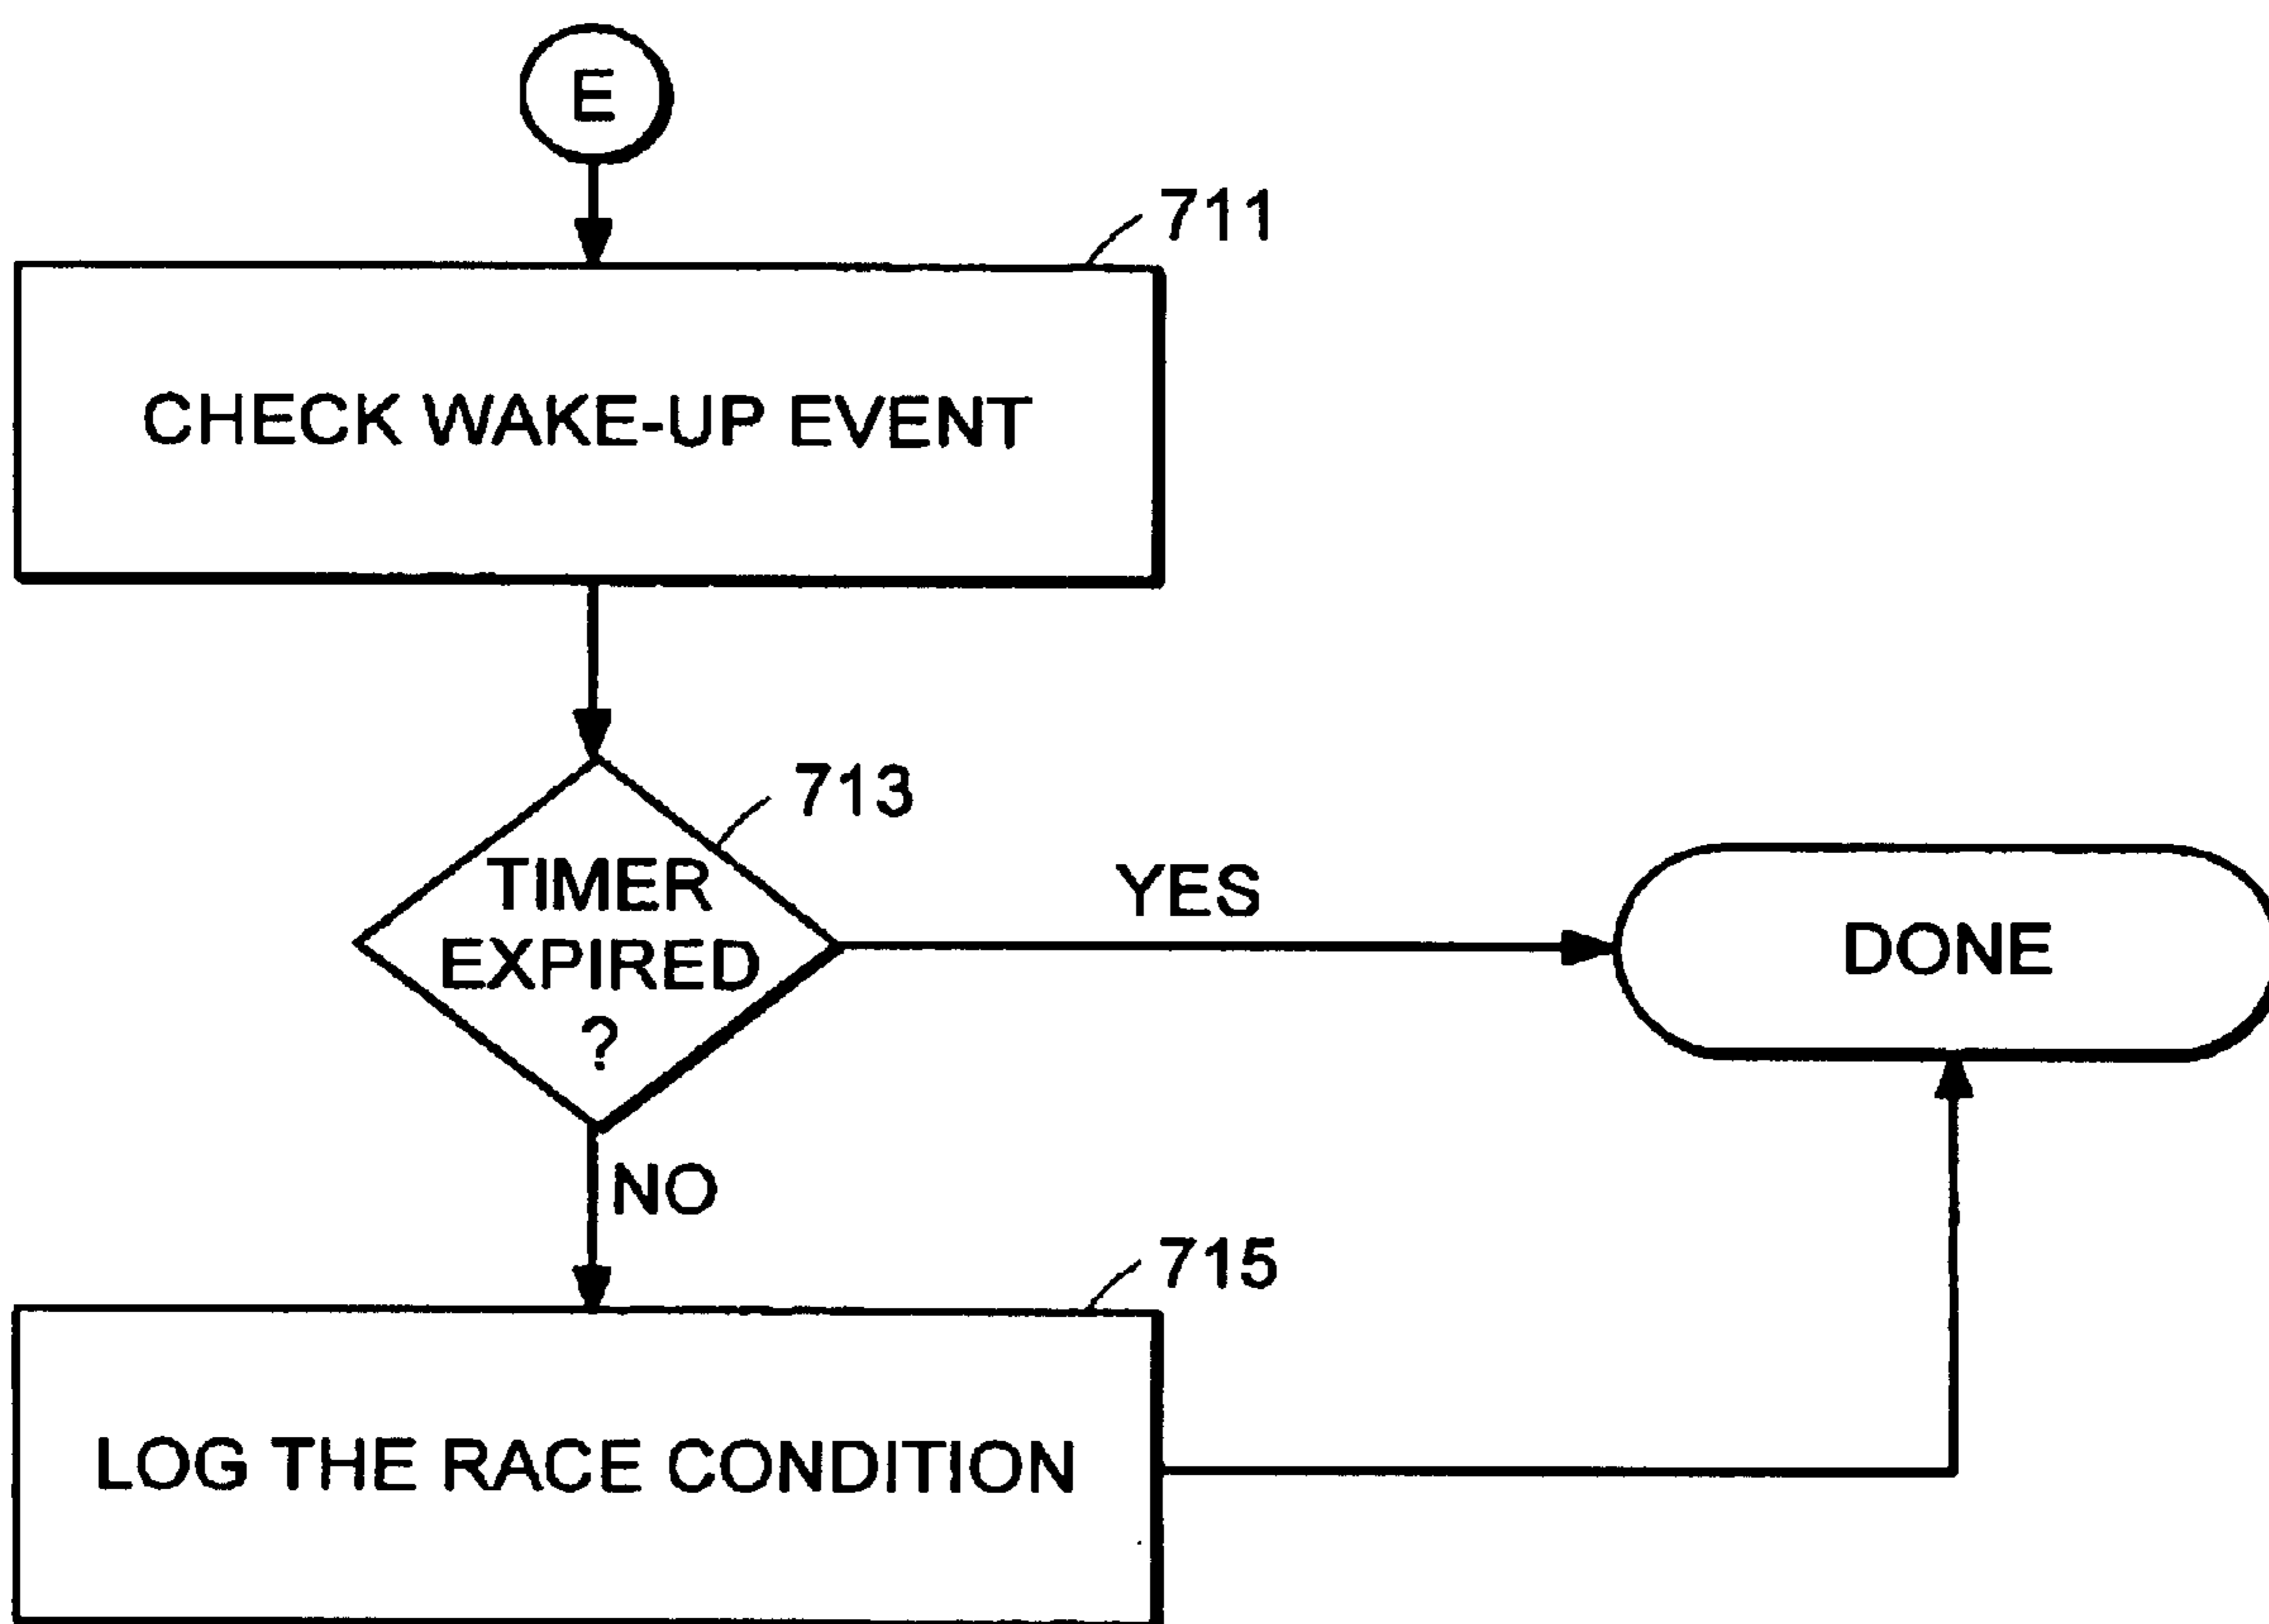 E
711
CHECK WAKE-UP EVENT
713
TIMER
EXPIRED
?
YES
DONE
NO
715
LOG THE RACE CONDITION